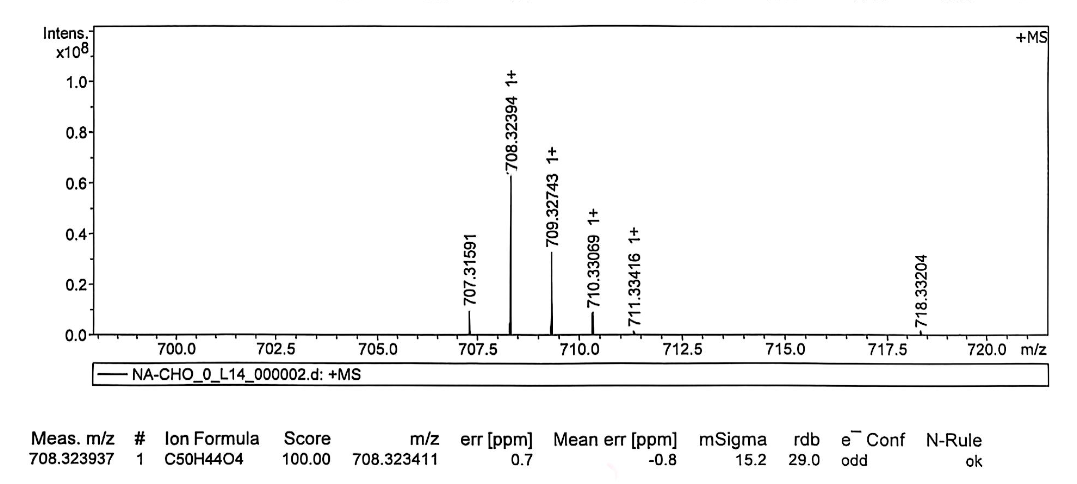 Intens.
x10⁸
+MS
1.0
0.8
0.6
0.4
0.2
0.0
707.31591
708.32394 1+
709.32743 1+
710.33069 1+
711.33416 1+
718.33204
700.0 702.5 705.0 707.5 710.0 712.5 715.0 717.5 720.0 m/z
NA-CHO_0_L14_000002.d: +MS
Meas. m/z # Ion Formula Score m/z err [ppm] Mean err [ppm] mSigma rdb e⁻ Conf N-Rule
708.323937 1 C50H44O4 100.00 708.323411 0.7 -0.8 15.2 29.0 odd ok